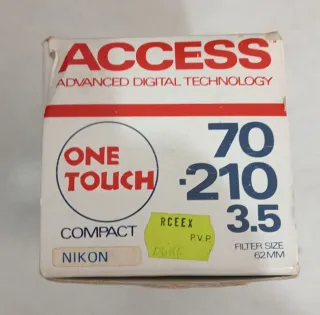 ACCESS
ADVANCED DIGITAL TECHNOLOGY
ONE
TOUCH
COMPACT
NIKON
70
-210
3.5
FILTER SIZE
62MM
RCEEX
P.V.P.